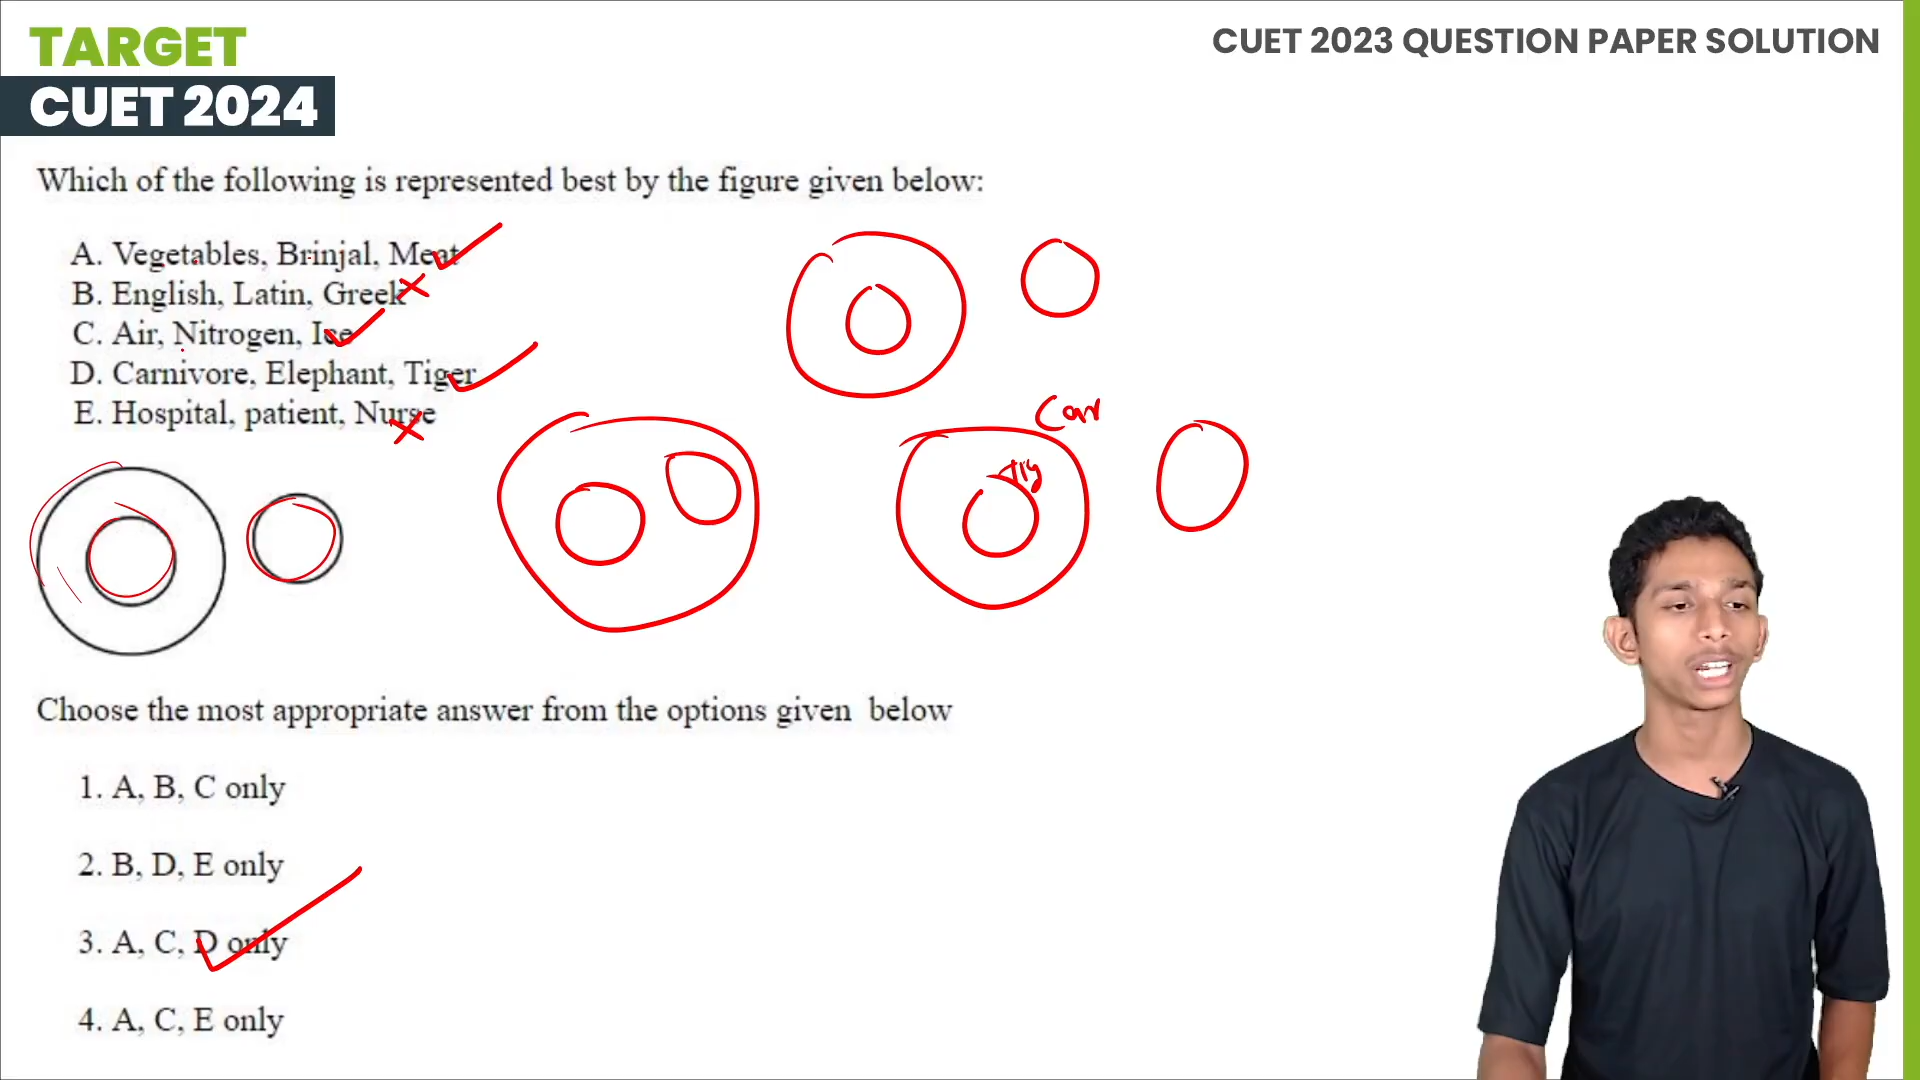 TARGET
CUET 2024
CUET 2023 QUESTION PAPER SOLUTION
Which of the following is represented best by the figure given below:
A. Vegetables, Brinjal, Meat
B. English, Latin, Greek
C. Air, Nitrogen, Ice
D. Carnivore, Elephant, Tiger
E. Hospital, patient, Nurse
Car
Choose the most appropriate answer from the options given below
1. A, B, C only
2. B, D, E only
3. A, C, D only
4. A, C, E only